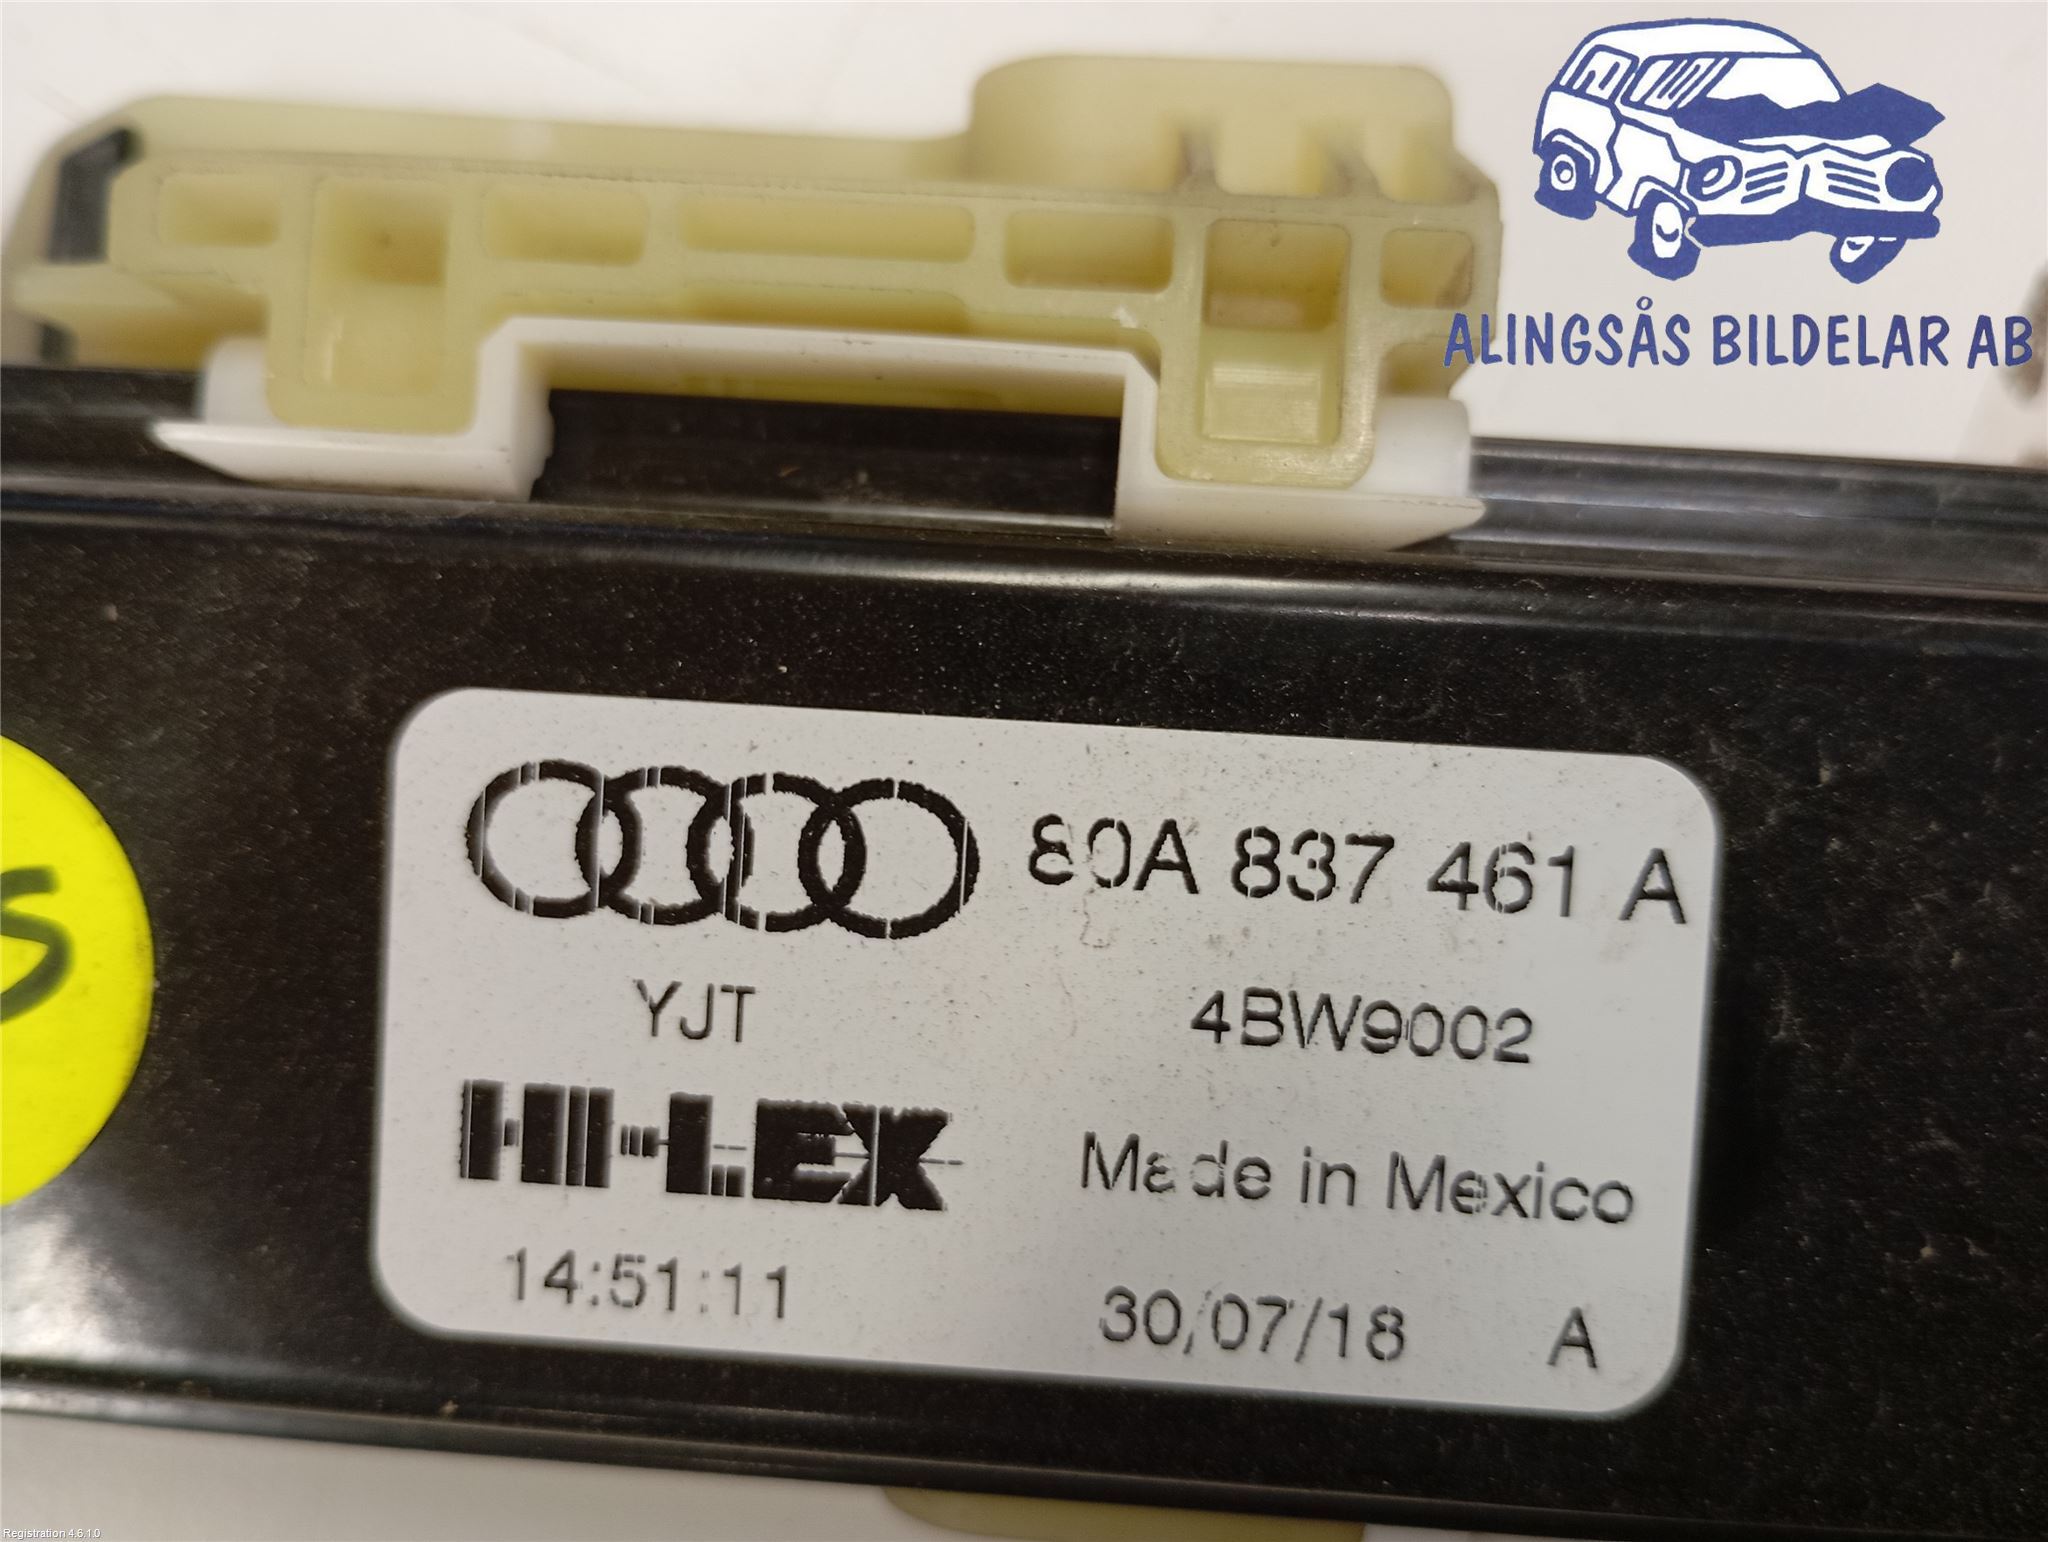 ALINGSÅS BILDELAR AB
80A 837 461 A
YJT 4BW9002
HI-LEX Made in Mexico
14:51:11 30/07/18 A
S
Registration 4.6.1.0